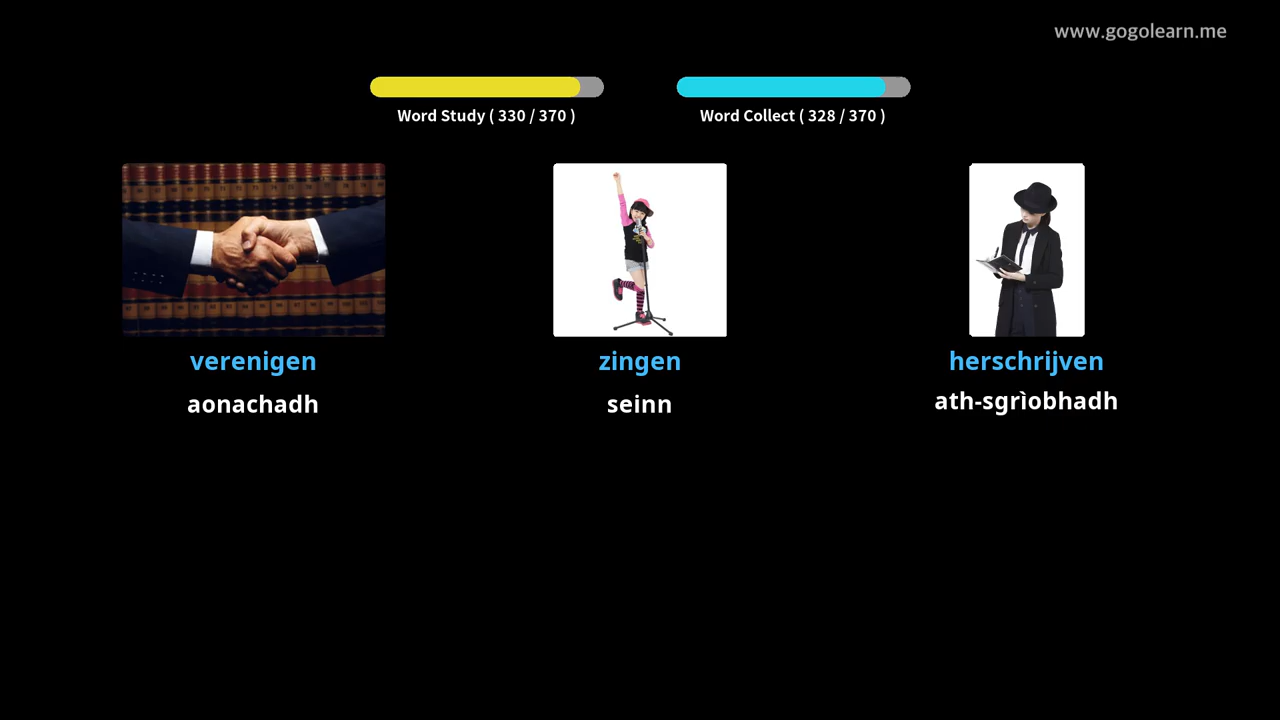 www.gogolearn.me
Word Study ( 330 / 370 )
Word Collect ( 328 / 370 )
verenigen
zingen
herschrijven
aonachadh
seinn
ath-sgrìobhadh